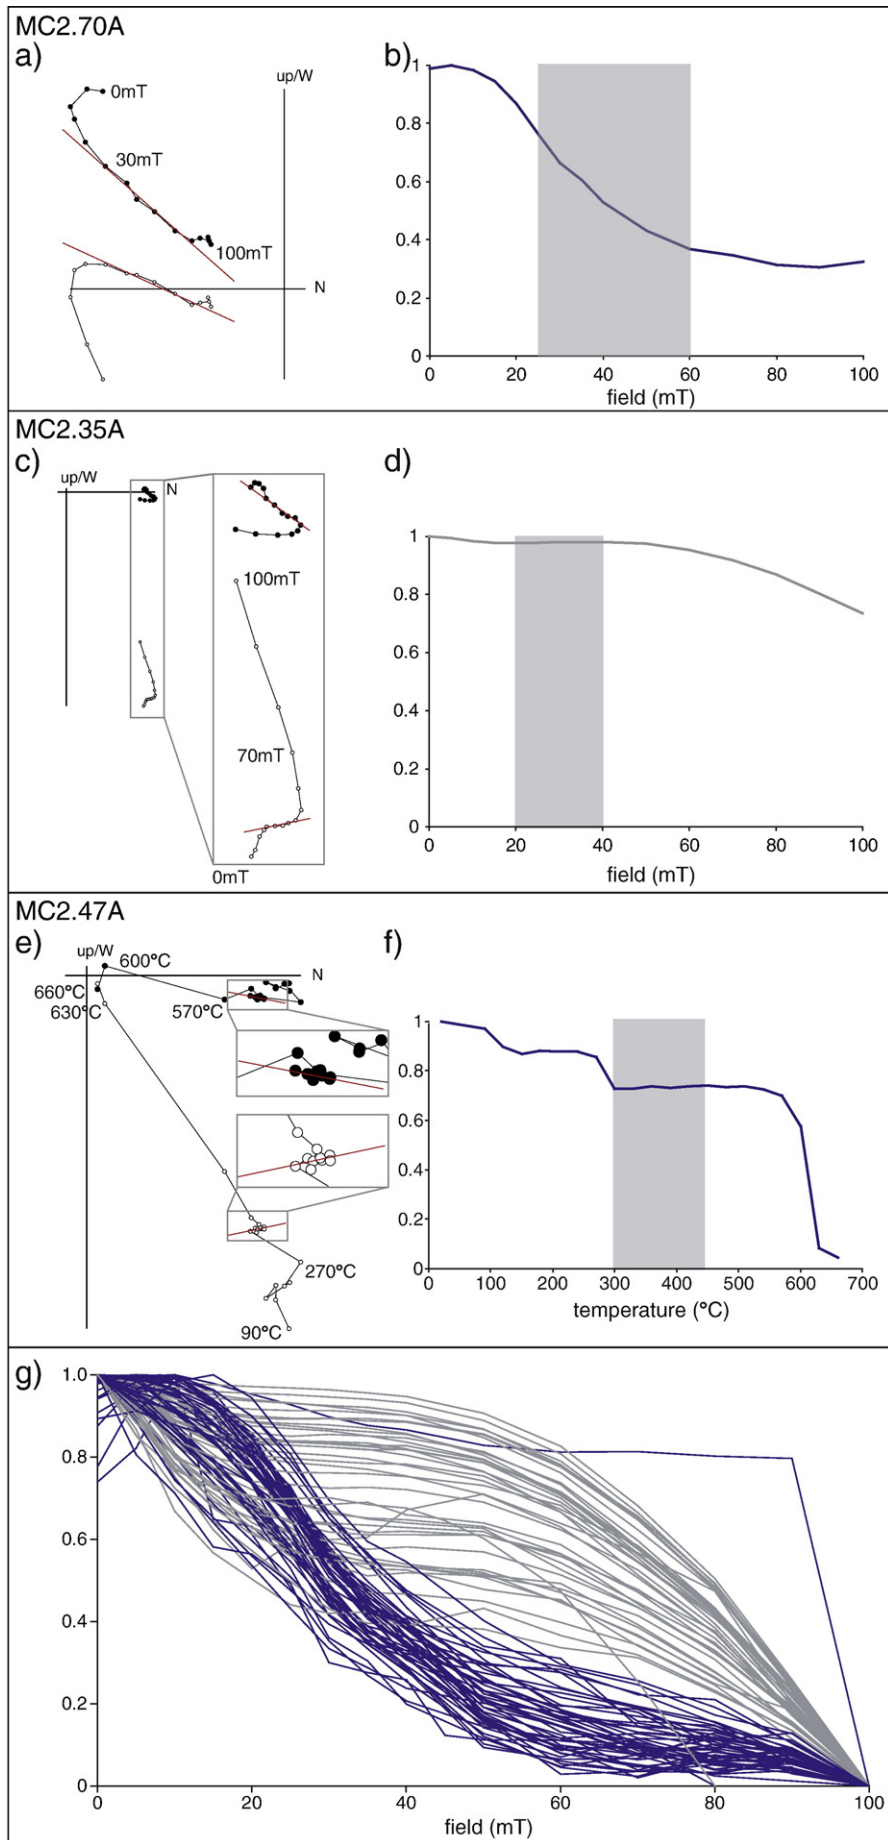 MC2.70A
a)
up/W
0mT
30mT
100mT
N
b)
1
0.8
0.6
0.4
0.2
0
0 20 40 60 80 100
field (mT)
MC2.35A
c)
up/W
N
100mT
70mT
0mT
d)
1
0.8
0.6
0.4
0.2
0
0 20 40 60 80 100
field (mT)
MC2.47A
e)
up/W
600°C
N
660°C
630°C
570°C
270°C
90°C
f)
1
0.8
0.6
0.4
0.2
0
0 100 200 300 400 500 600 700
temperature (°C)
g)
1.0
0.8
0.6
0.4
0.2
0
0 20 40 60 80 100
field (mT)